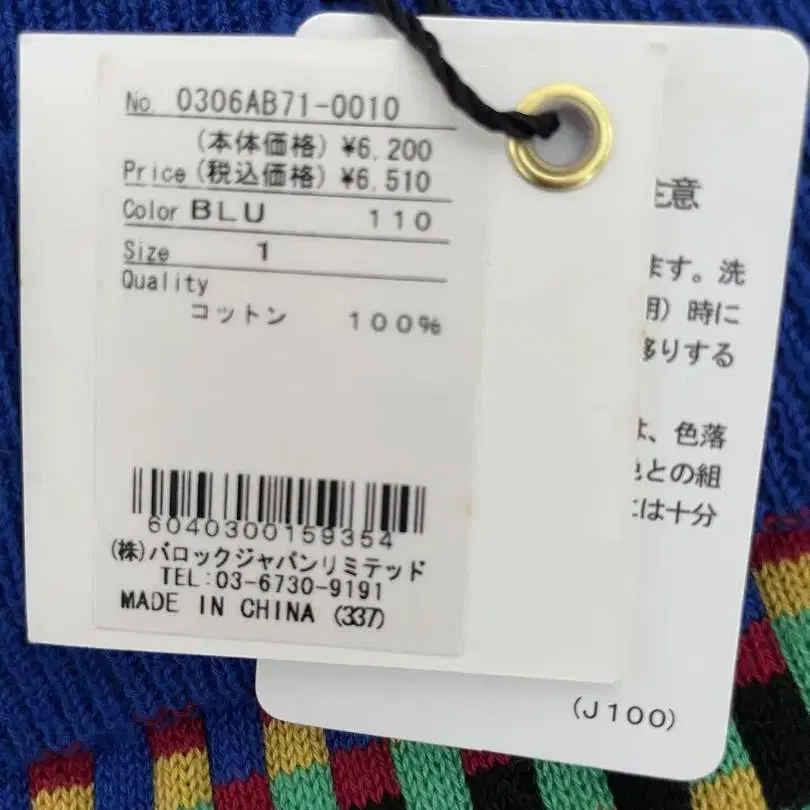 No. 0306AB71-0010
(本体価格) ¥6,200
Price (税込価格) ¥6,510
Color BLU 110
Size 1
Quality
コットン 100%
6040300159354
(株)バロックジャパンリミテッド
TEL:03-6730-9191
MADE IN CHINA (337)
注意
ます。洗
用) 時に
移りする
は、色落
色との組
には十分
(J100)